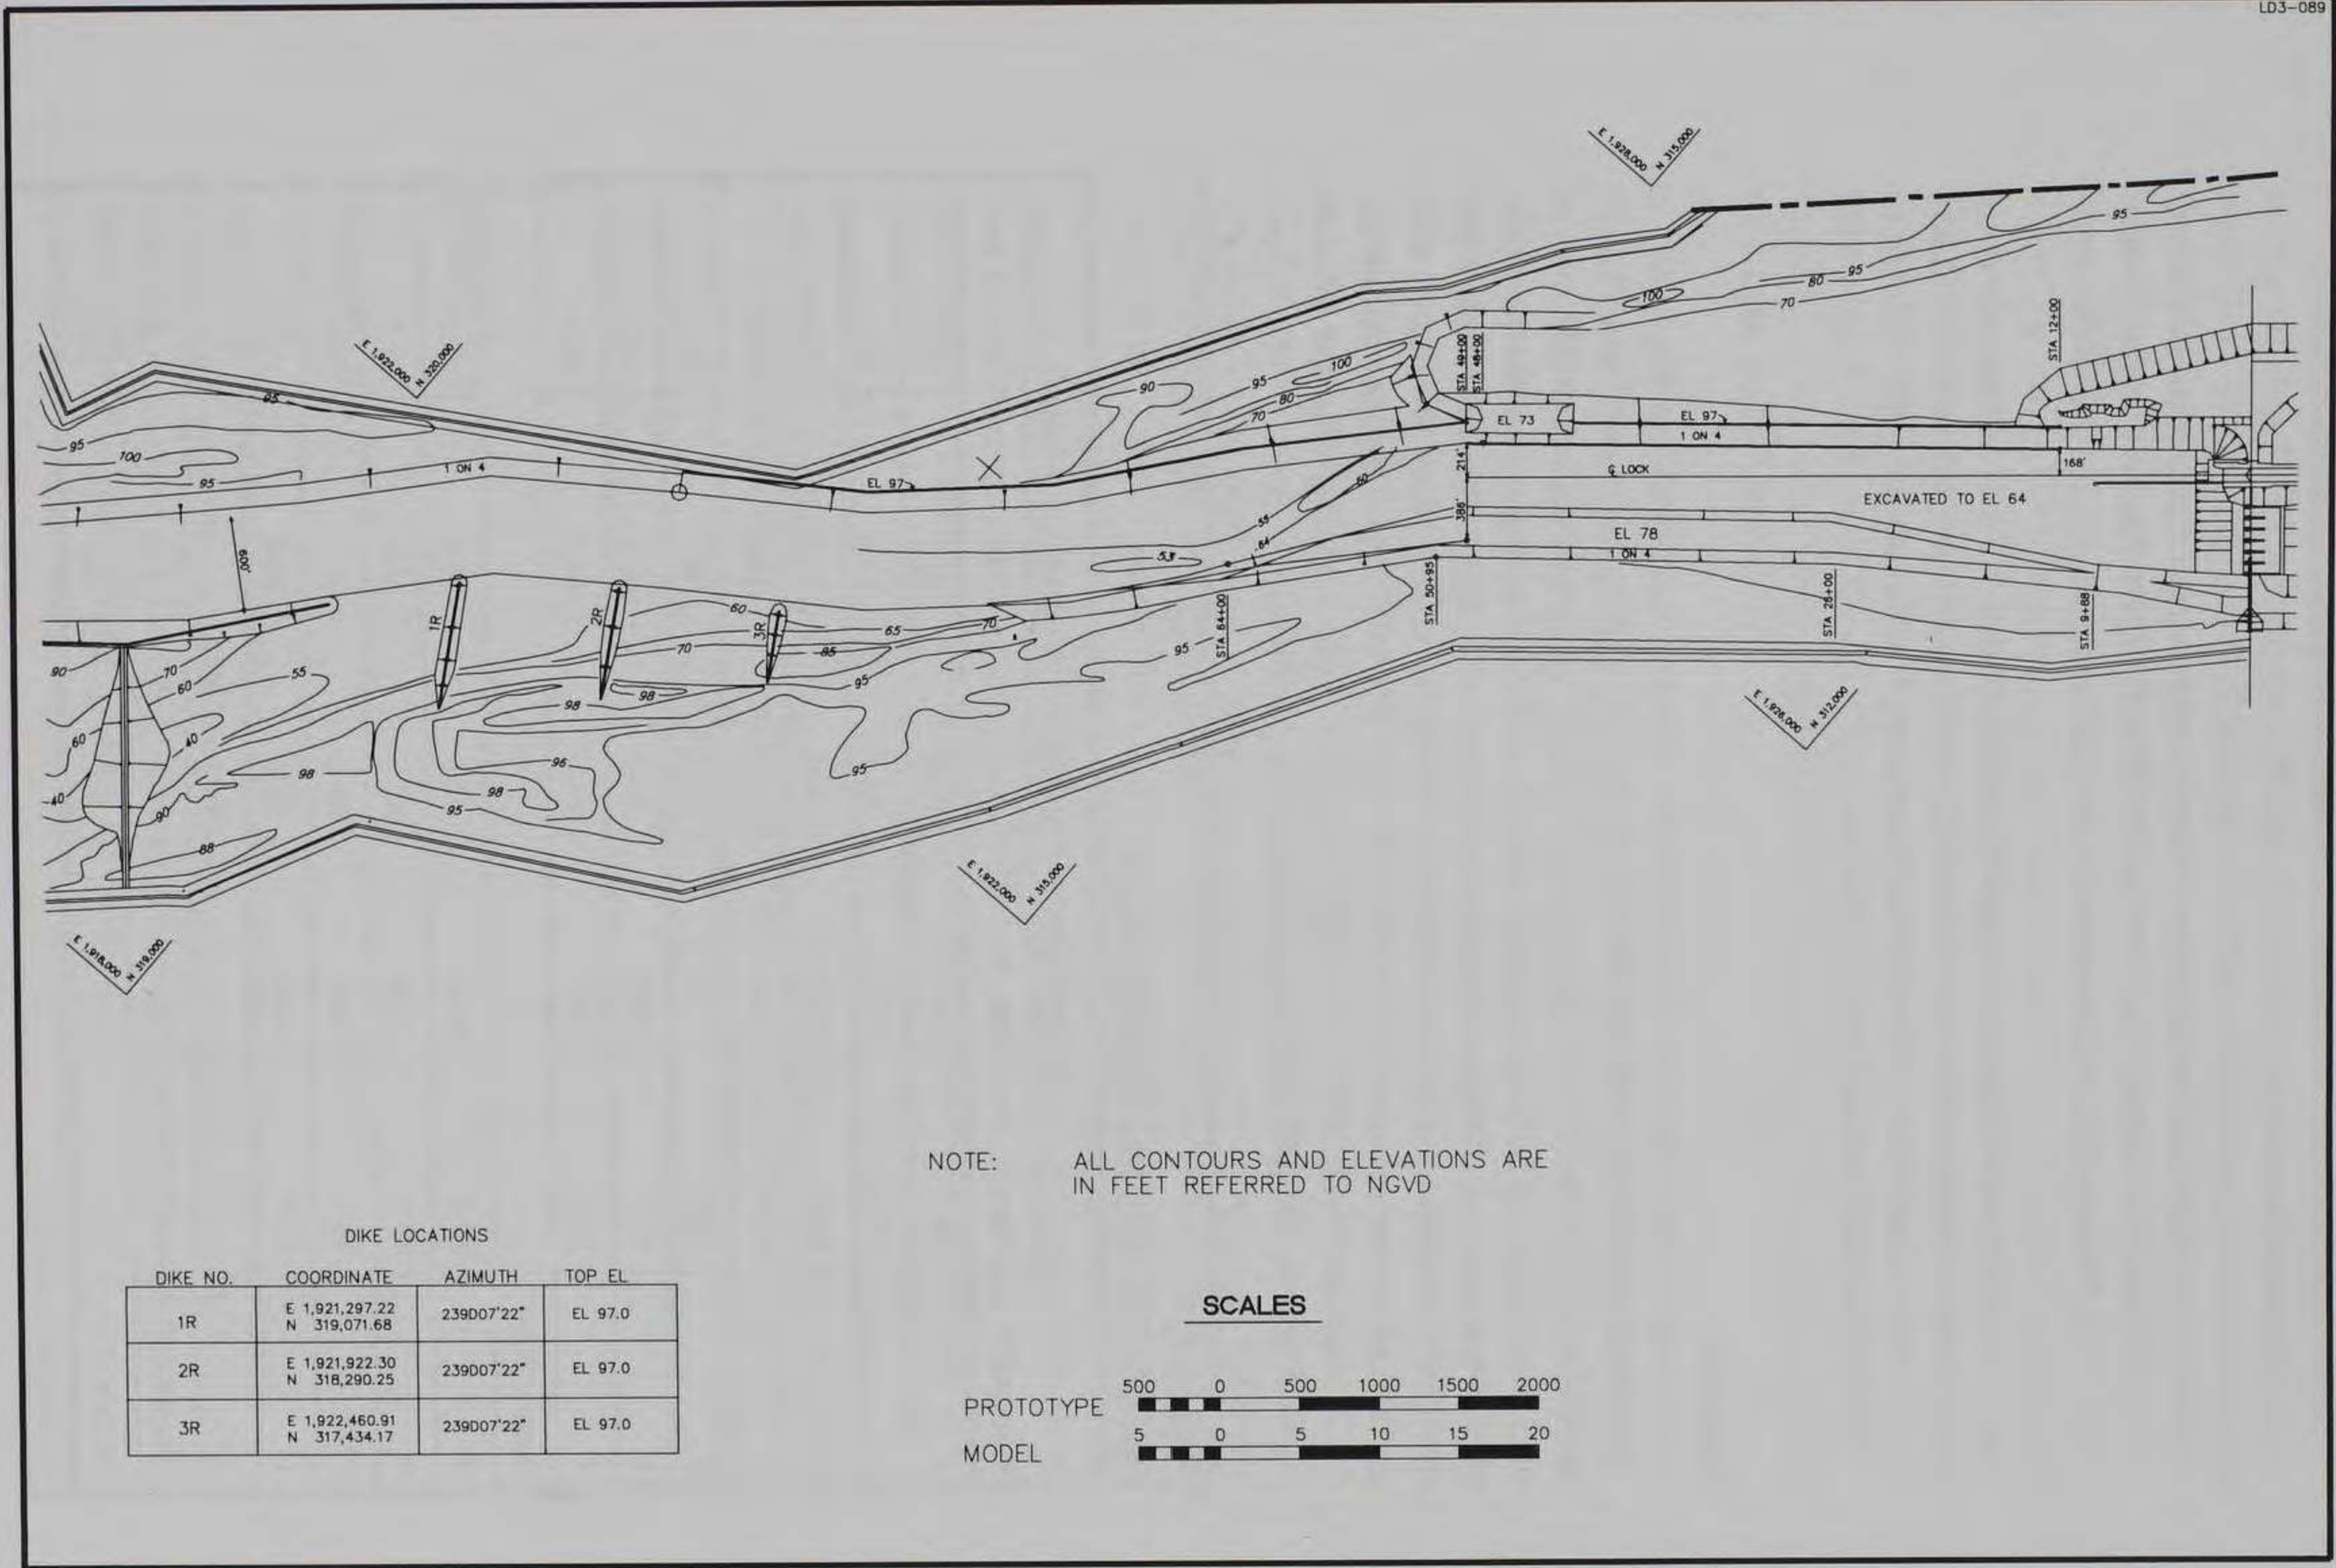 LD3-089
E 1,928,000
N 315,000
95
80
95
70
100
STA 12+00
E 1,922,000
N 320,000
STA 49+00
STA 48+00
100
95
90
80
70
95
EL 73
EL 97
1 ON 4
95
100
95
1 ON 4
EL 97
214'
℄ LOCK
168'
60
EXCAVATED TO EL 64
386'
55
EL 78
64
53
1 ON 4
600'
1R
2R
60
3R
65
70
70
85
STA 64+00
STA 50+95
STA 26+00
STA 9+88
90
70
60
55
95
95
98
98
60
40
98
96
98
95
95
40
90
88
E 1,926,000
N 312,000
E 1,922,000
N 315,000
E 1,918,000
N 319,000
NOTE: ALL CONTOURS AND ELEVATIONS ARE
IN FEET REFERRED TO NGVD
DIKE LOCATIONS
DIKE NO. COORDINATE AZIMUTH TOP EL
1R E 1,921,297.22 N 319,071.68 239D07'22" EL 97.0
2R E 1,921,922.30 N 318,290.25 239D07'22" EL 97.0
3R E 1,922,460.91 N 317,434.17 239D07'22" EL 97.0
SCALES
500 0 500 1000 1500 2000
PROTOTYPE
5 0 5 10 15 20
MODEL